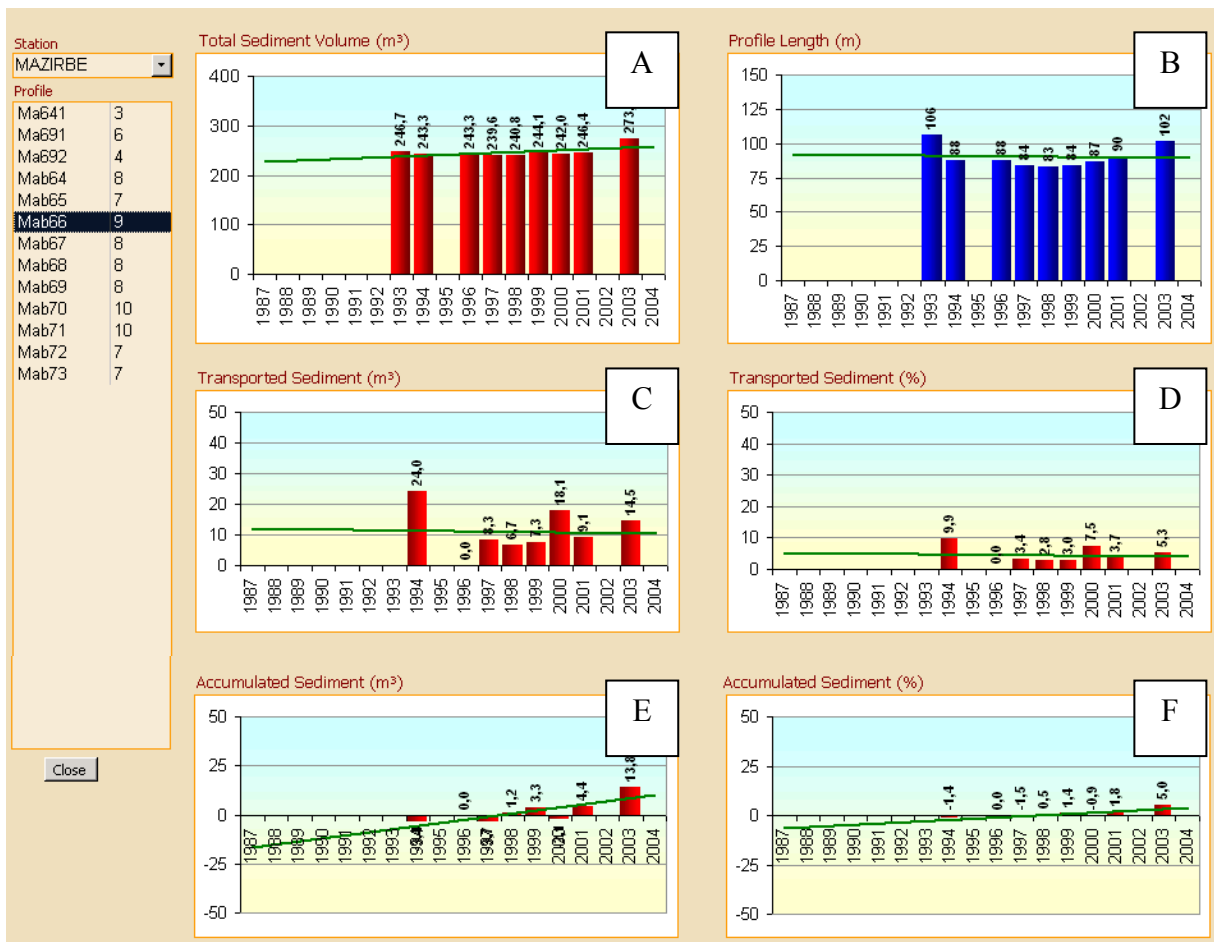 Station
MAZIRBE
Profile
Ma641 3
Ma691 6
Ma692 4
Mab64 8
Mab65 7
Mab66 9
Mab67 8
Mab68 8
Mab69 8
Mab70 10
Mab71 10
Mab72 7
Mab73 7
Close
Total Sediment Volume (m³)
A
400
300
200
100
0
246,7
243,3
243,3
239,6
240,8
244,1
242,0
246,4
273,
1987 1988 1989 1990 1991 1992 1993 1994 1995 1996 1997 1998 1999 2000 2001 2002 2003 2004
Profile Length (m)
B
150
125
100
75
50
25
0
106
88
88
84
83
84
87
90
102
1987 1988 1989 1990 1991 1992 1993 1994 1995 1996 1997 1998 1999 2000 2001 2002 2003 2004
Transported Sediment (m³)
C
50
40
30
20
10
0
24,0
0,0
8,3
6,7
7,3
18,1
9,1
14,5
1987 1988 1989 1990 1991 1992 1993 1994 1995 1996 1997 1998 1999 2000 2001 2002 2003 2004
Transported Sediment (%)
D
50
40
30
20
10
0
9,9
0,0
3,4
2,8
3,0
7,5
3,7
5,3
1987 1988 1989 1990 1991 1992 1993 1994 1995 1996 1997 1998 1999 2000 2001 2002 2003 2004
Accumulated Sediment (m³)
E
50
25
0
-25
-50
0,0
1,2
3,3
4,4
13,8
1987 1988 1989 1990 1991 1992 1993 1995 1996 1998 1999 2001 2002 2003 2004
Accumulated Sediment (%)
F
50
25
0
-25
-50
-1,4
0,0
-1,5
0,5
1,4
-0,9
1,8
5,0
1987 1988 1989 1990 1991 1992 1993 1994 1995 1996 1997 1998 1999 2000 2001 2002 2003 2004